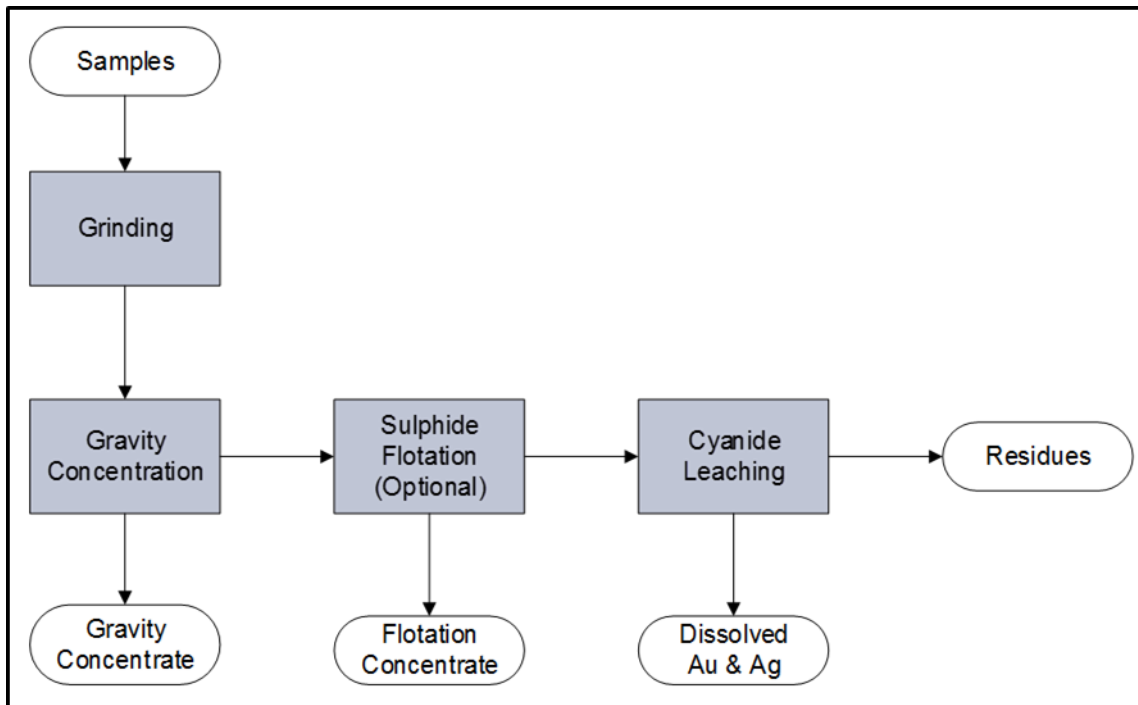 Samples
Grinding
Gravity
Concentration
Sulphide
Flotation
(Optional)
Cyanide
Leaching
Residues
Gravity
Concentrate
Flotation
Concentrate
Dissolved
Au & Ag